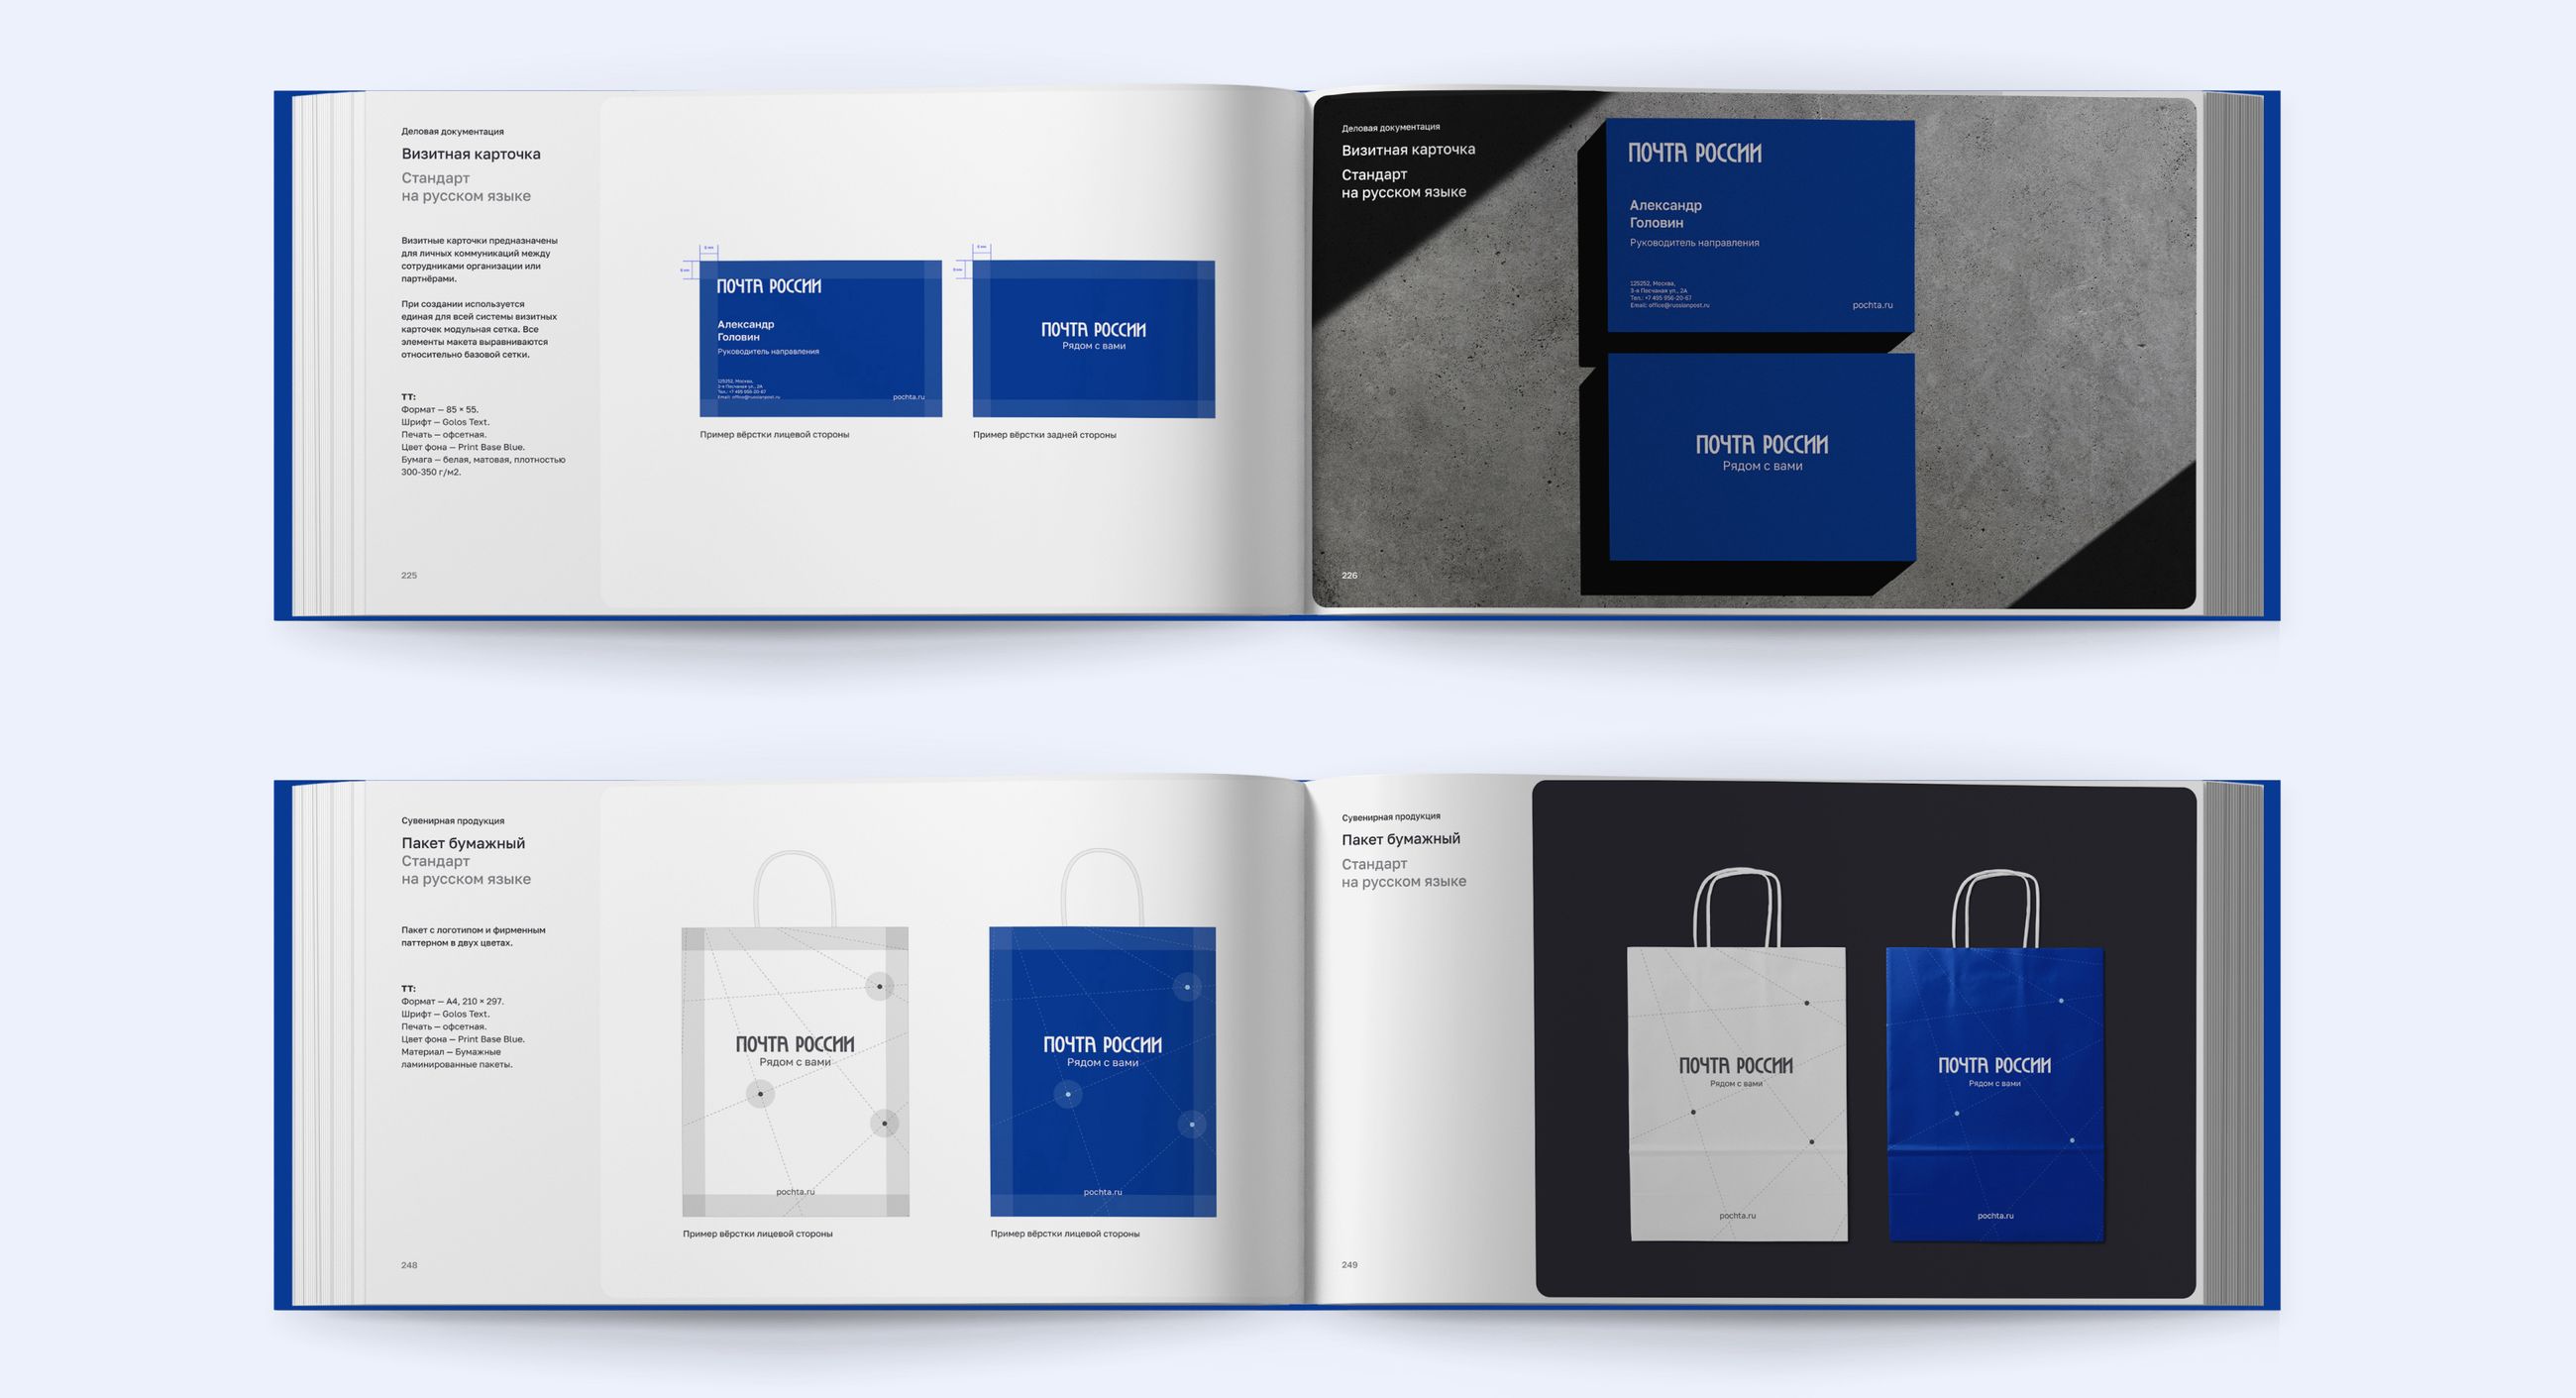 Деловая документация
Визитная карточка
Стандарт
на русском языке
Визитные карточки предназначены
для личных коммуникаций между
сотрудниками организации или
партнёрами.
При создании используется
единая для всей системы визитных
карточек модульная сетка. Все
элементы макета выравниваются
относительно базовой сетки.
ТТ:
Формат — 85 × 55.
Шрифт — Golos Text.
Печать — офсетная.
Цвет фона — Print Base Blue.
Бумага — белая, матовая, плотностью
300-350 г/м2.
225
ПОЧТА РОССИИ
Александр
Головин
Руководитель направления
125252, Москва,
3-я Песчаная ул., 2А
Тел.: +7 495 956-20-67
Email: office@russianpost.ru
pochta.ru
Пример вёрстки лицевой стороны
ПОЧТА РОССИИ
Рядом с вами
Пример вёрстки задней стороны
Деловая документация
Визитная карточка
Стандарт
на русском языке
226
ПОЧТА РОССИИ
Александр
Головин
Руководитель направления
125252, Москва,
3-я Песчаная ул., 2А
Тел.: +7 495 956-20-67
Email: office@russianpost.ru
pochta.ru
ПОЧТА РОССИИ
Рядом с вами
Сувенирная продукция
Пакет бумажный
Стандарт
на русском языке
Пакет с логотипом и фирменным
паттерном в двух цветах.
ТТ:
Формат — А4, 210 × 297.
Шрифт — Golos Text.
Печать — офсетная.
Цвет фона — Print Base Blue.
Материал — Бумажные
ламинированные пакеты.
248
ПОЧТА РОССИИ
Рядом с вами
pochta.ru
Пример вёрстки лицевой стороны
ПОЧТА РОССИИ
Рядом с вами
pochta.ru
Пример вёрстки лицевой стороны
Сувенирная продукция
Пакет бумажный
Стандарт
на русском языке
249
ПОЧТА РОССИИ
Рядом с вами
pochta.ru
ПОЧТА РОССИИ
Рядом с вами
pochta.ru